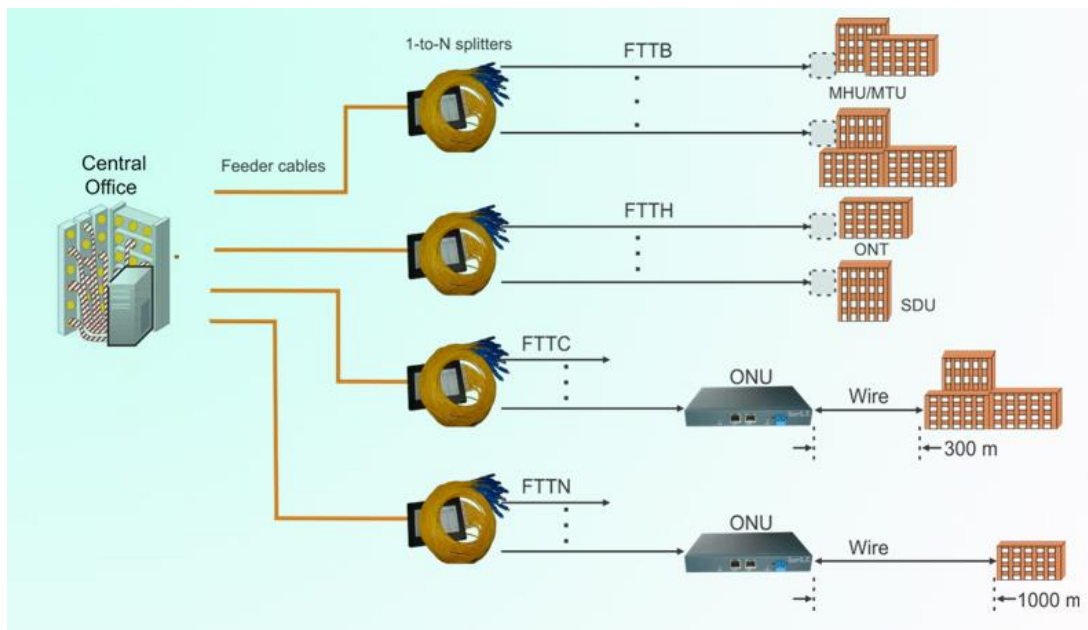 1-to-N splitters
FTTB
MHU/MTU
Central
Office
Feeder cables
FTTH
ONT
SDU
FTTC
ONU
Wire
300 m
FTTN
ONU
Wire
1000 m